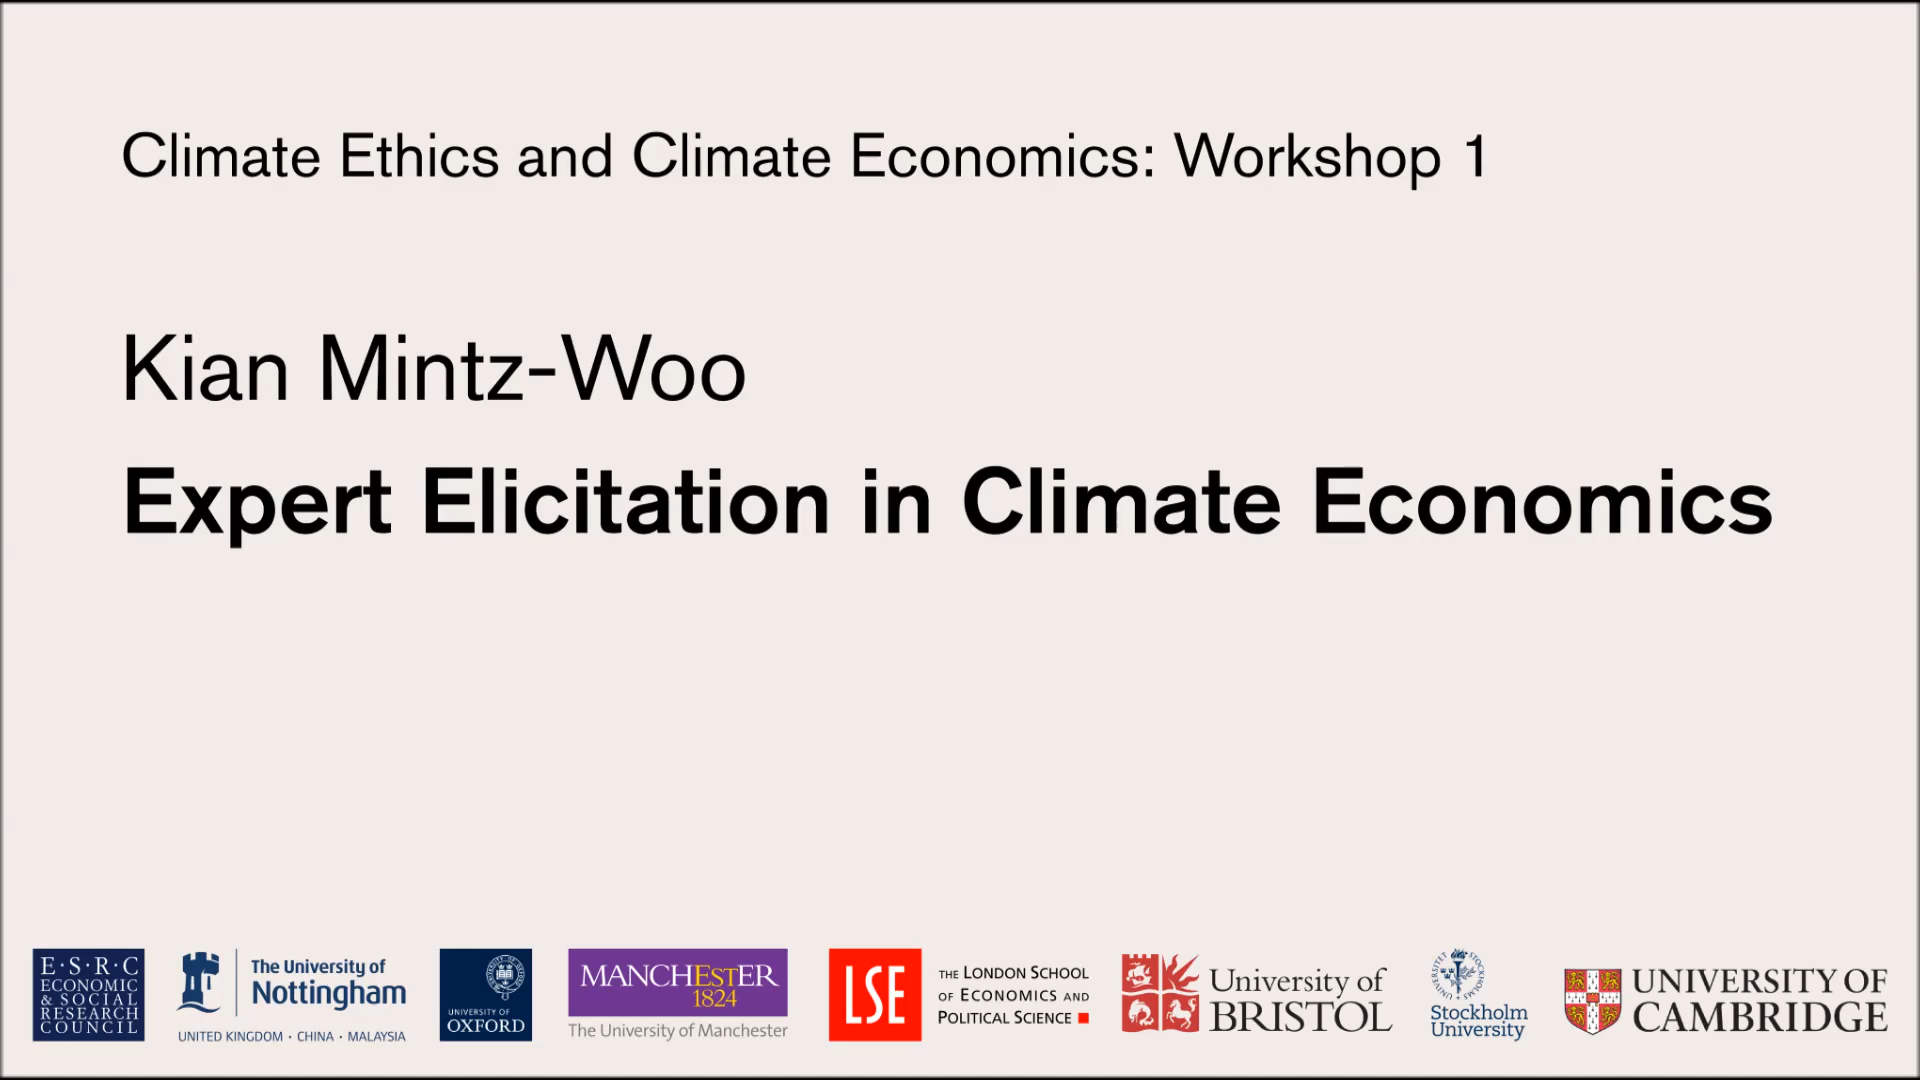 Climate Ethics and Climate Economics: Workshop 1
Kian Mintz-Woo
Expert Elicitation in Climate Economics
E·S·R·C
ECONOMIC
& SOCIAL
RESEARCH
COUNCIL
The University of
Nottingham
UNITED KINGDOM · CHINA · MALAYSIA
UNIVERSITY OF
OXFORD
MANCHESTER
1824
The University of Manchester
LSE
THE LONDON SCHOOL
OF ECONOMICS AND
POLITICAL SCIENCE
University of
BRISTOL
Stockholm
University
UNIVERSITY OF
CAMBRIDGE